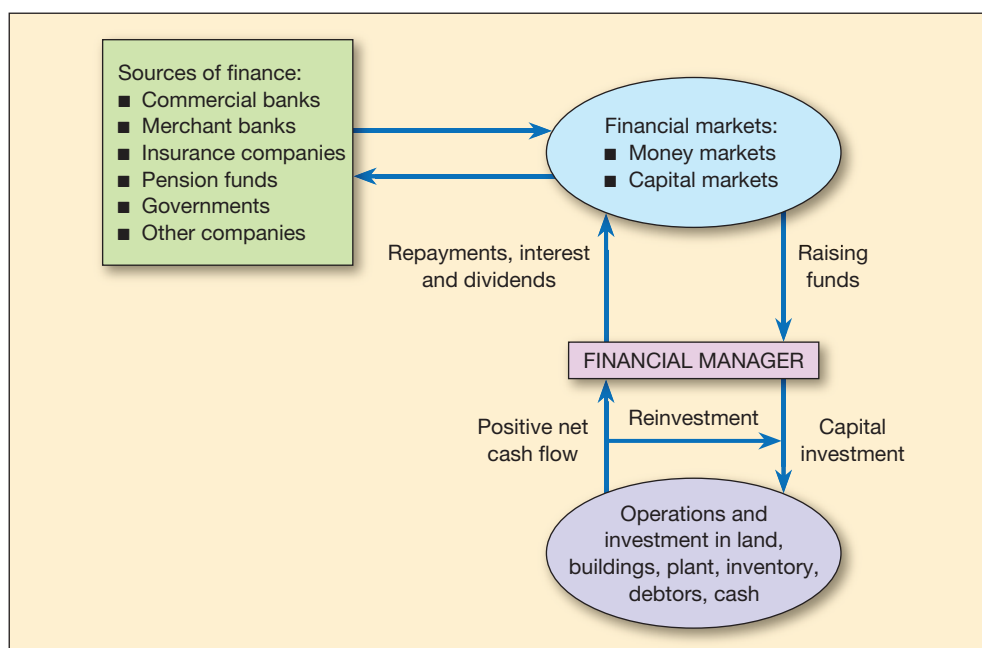 Sources of finance:
■ Commercial banks
■ Merchant banks
■ Insurance companies
■ Pension funds
■ Governments
■ Other companies
Financial markets:
■ Money markets
■ Capital markets
Repayments, interest
and dividends
Raising
funds
FINANCIAL MANAGER
Positive net
cash flow
Reinvestment
Capital
investment
Operations and
investment in land,
buildings, plant, inventory,
debtors, cash